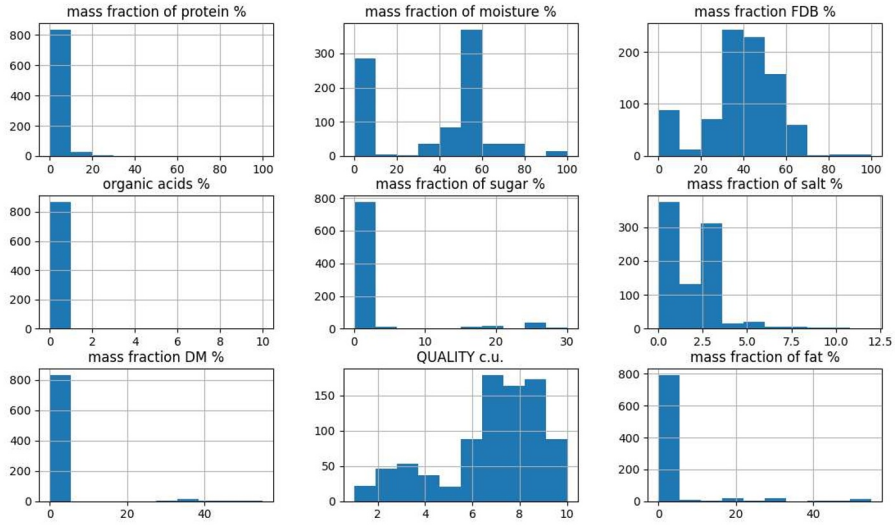 mass fraction of protein %
mass fraction of moisture %
mass fraction FDB %
800
600
400
200
0
0 20 40 60 80 100
300
200
100
0
0 20 40 60 80 100
200
100
0
0 20 40 60 80 100
organic acids %
mass fraction of sugar %
mass fraction of salt %
800
600
400
200
0
0 2 4 6 8 10
800
600
400
200
0
0 10 20 30
300
200
100
0
0.0 2.5 5.0 7.5 10.0 12.5
mass fraction DM %
QUALITY c.u.
mass fraction of fat %
800
600
400
200
0
0 20 40
150
100
50
0
2 4 6 8 10
800
600
400
200
0
0 20 40